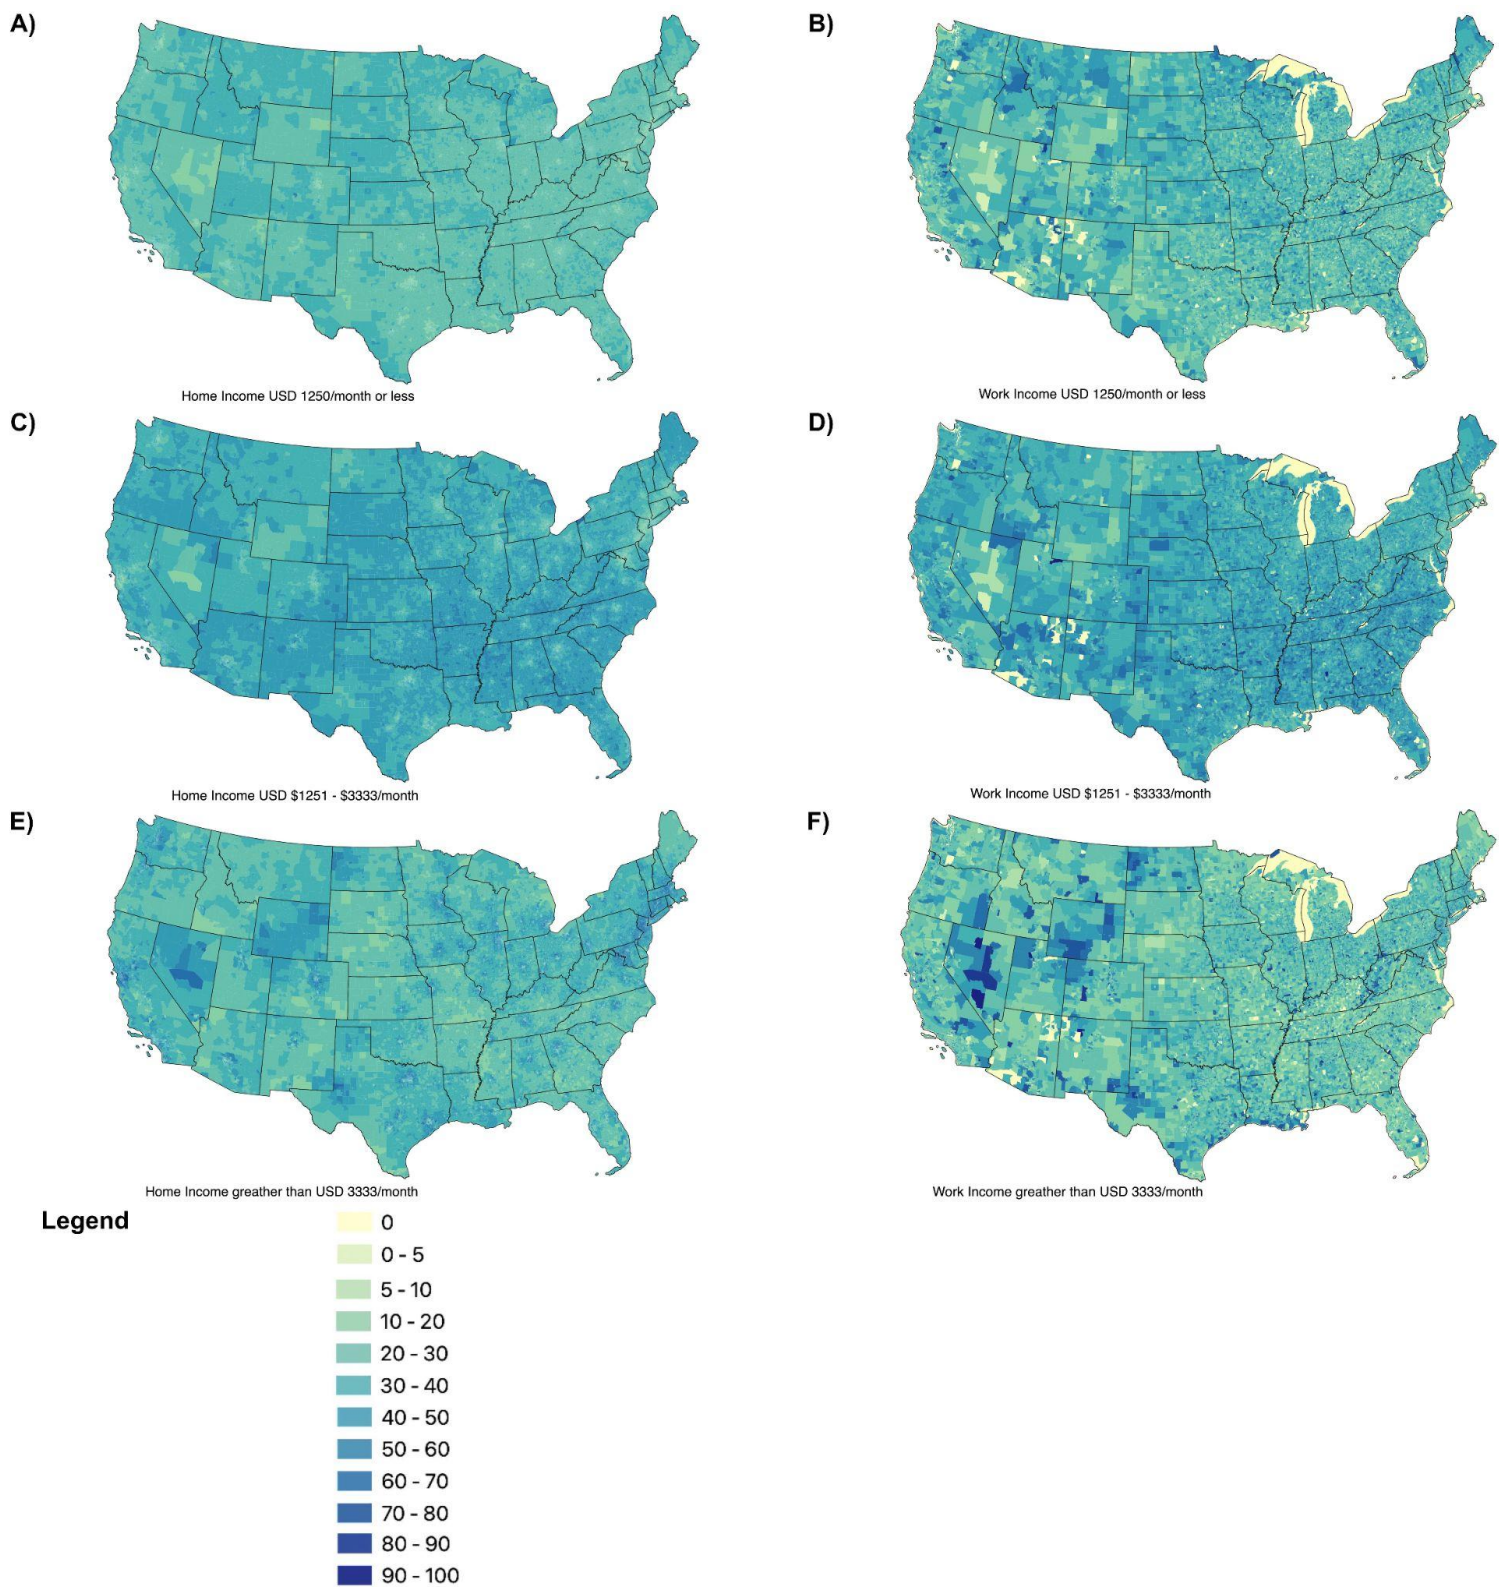 A)
B)
Home Income USD 1250/month or less
Work Income USD 1250/month or less
C)
D)
Home Income USD $1251 - $3333/month
Work Income USD $1251 - $3333/month
E)
F)
Home Income greather than USD 3333/month
Work Income greather than USD 3333/month
Legend
0
0 - 5
5 - 10
10 - 20
20 - 30
30 - 40
40 - 50
50 - 60
60 - 70
70 - 80
80 - 90
90 - 100